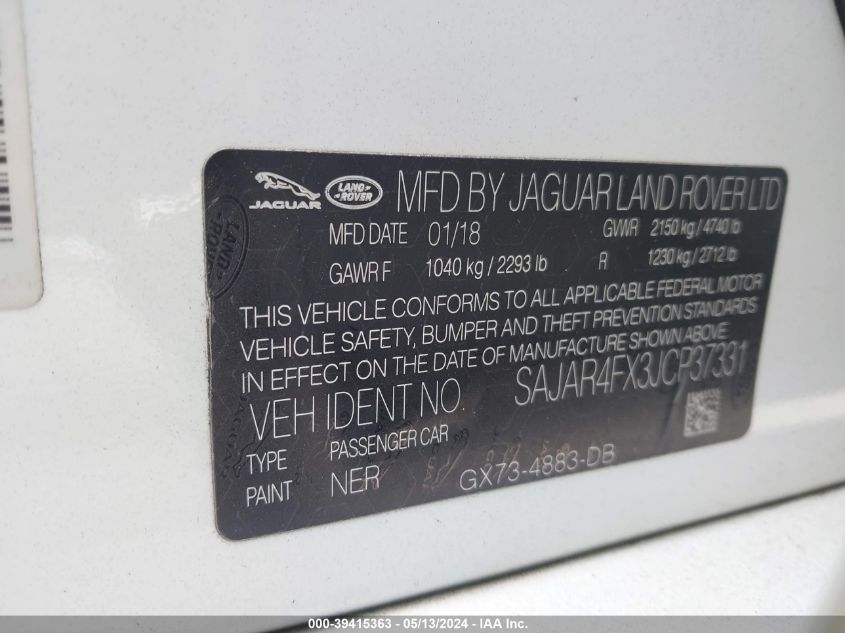 JAGUAR LAND ROVER MFD BY JAGUAR LAND ROVER LTD
MFD DATE 01/18 GVWR 2150 kg / 4740 lb
GAWR F 1040 kg / 2293 lb R 1230 kg / 2712 lb
THIS VEHICLE CONFORMS TO ALL APPLICABLE FEDERAL MOTOR
VEHICLE SAFETY, BUMPER AND THEFT PREVENTION STANDARDS
IN EFFECT ON THE DATE OF MANUFACTURE SHOWN ABOVE
VEH IDENT NO. SAJAR4FX3JCP37331
TYPE PASSENGER CAR
PAINT NER GX73-4883-DB
LAND ROVER
JAGUAR
000-39415363 - 05/13/2024 - IAA Inc.